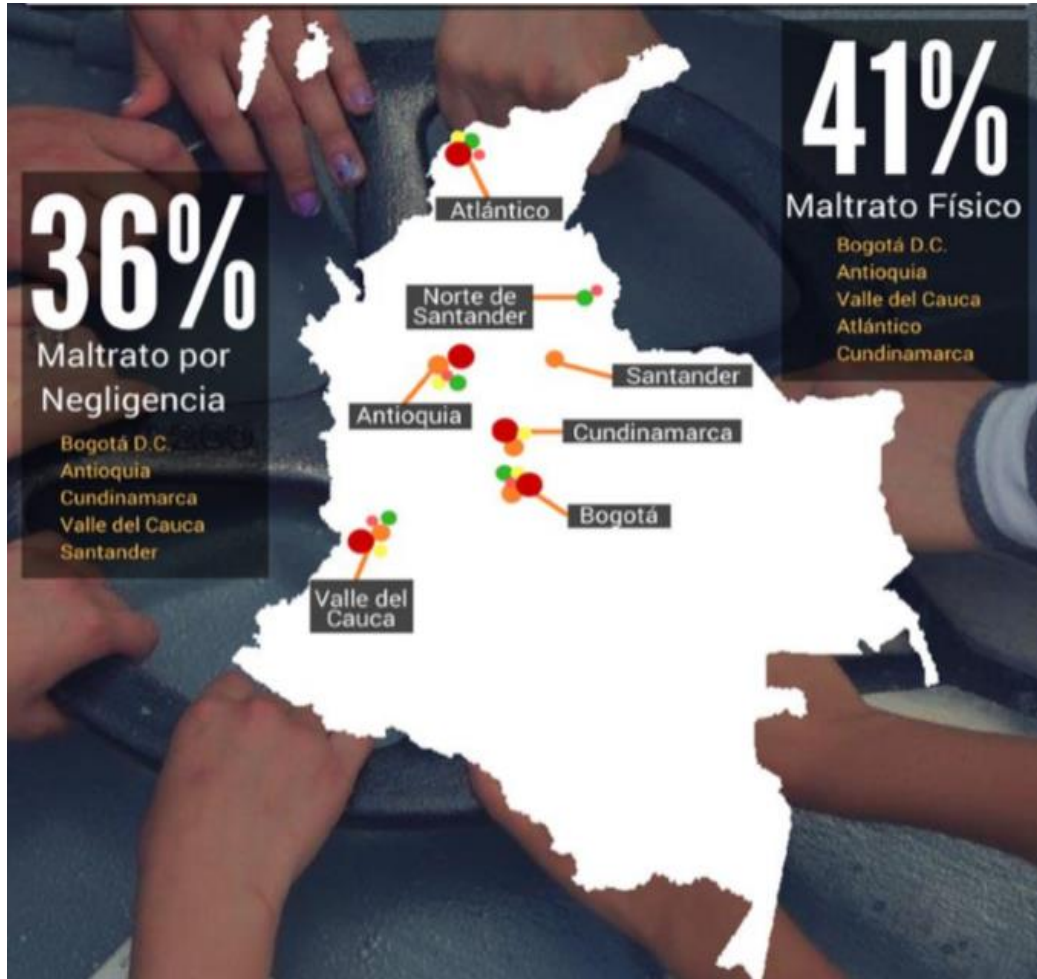 41%
Maltrato Físico
Bogotá D.C.
Antioquia
Valle del Cauca
Atlántico
Cundinamarca
36%
Maltrato por
Negligencia
Bogotá D.C.
Antioquia
Cundinamarca
Valle del Cauca
Santander
Atlántico
Norte de
Santander
Santander
Antioquia
Cundinamarca
Bogotá
Valle del
Cauca